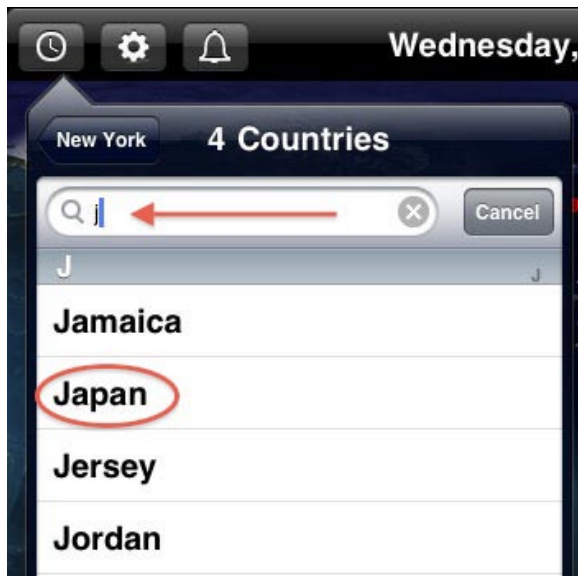 Wednesday,
New York 4 Countries
j Cancel
J J
Jamaica
Japan
Jersey
Jordan